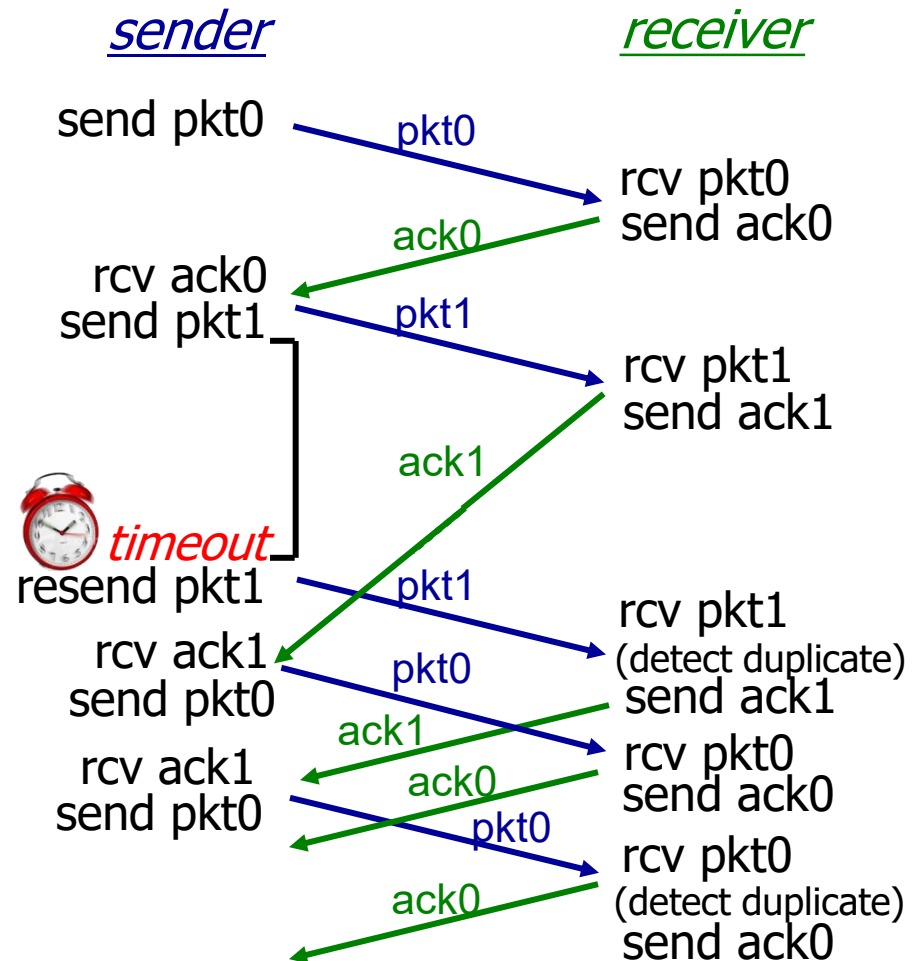 sender
receiver
send pkt0
pkt0
rcv pkt0
send ack0
ack0
rcv ack0
send pkt1
pkt1
rcv pkt1
send ack1
ack1
timeout
resend pkt1
pkt1
rcv pkt1
(detect duplicate)
send ack1
rcv ack1
send pkt0
pkt0
ack1
rcv pkt0
send ack0
rcv ack1
send pkt0
ack0
pkt0
rcv pkt0
(detect duplicate)
send ack0
ack0